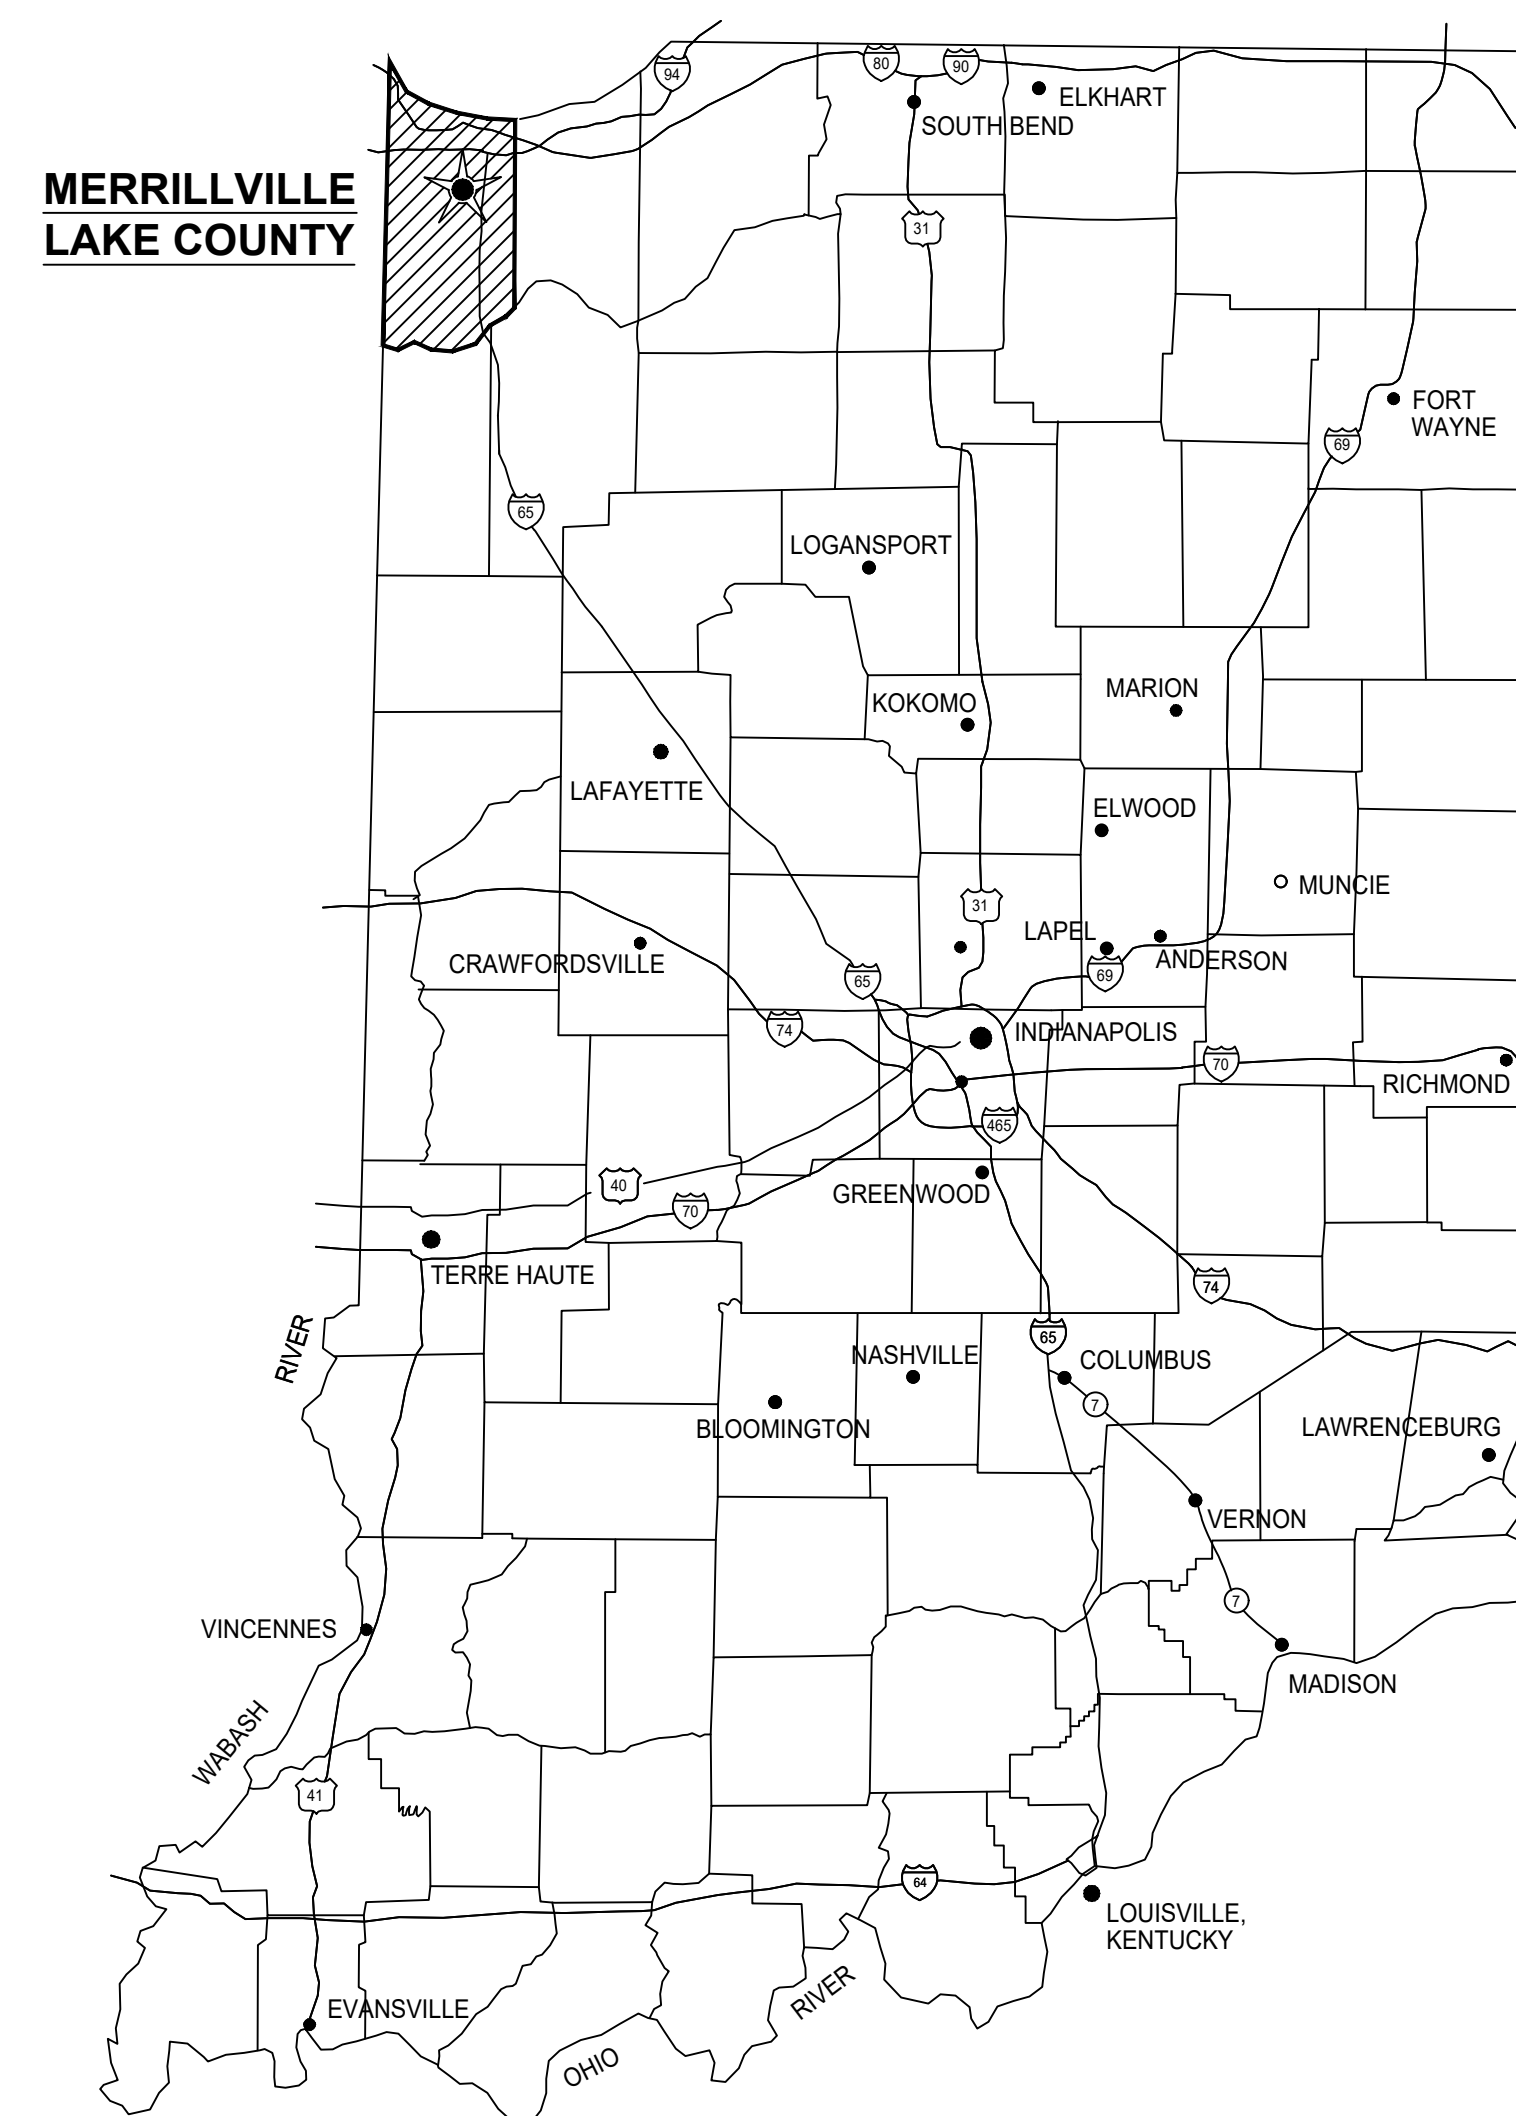 94
80
90
ELKHART
SOUTH BEND
MERRILLVILLE
LAKE COUNTY
31
FORT
WAYNE
69
65
LOGANSPORT
MARION
KOKOMO
LAFAYETTE
ELWOOD
MUNCIE
31
LAPEL
ANDERSON
CRAWFORDSVILLE
65
69
74
INDIANAPOLIS
70
RICHMOND
465
40
GREENWOOD
70
TERRE HAUTE
74
RIVER
65
NASHVILLE
COLUMBUS
7
BLOOMINGTON
LAWRENCEBURG
VERNON
7
VINCENNES
MADISON
WABASH
41
64
LOUISVILLE,
KENTUCKY
RIVER
EVANSVILLE
OHIO